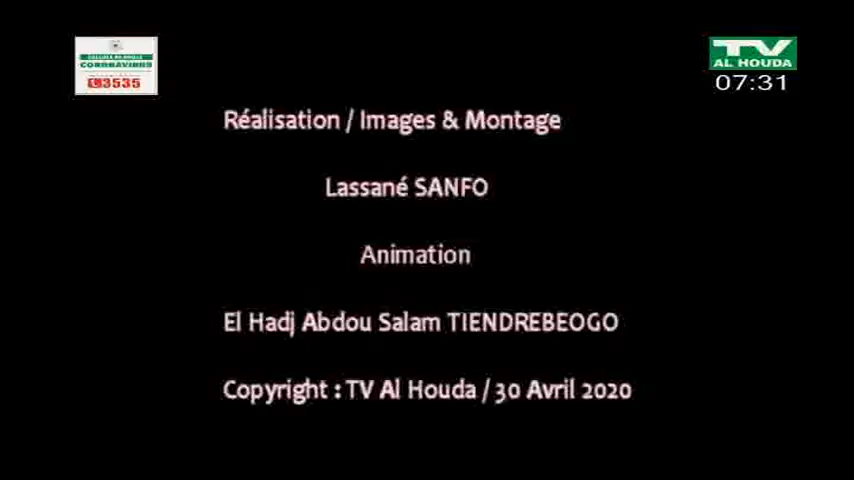 CORONAVIRUS
3535
TV
AL HOUDA
07:31
Réalisation / Images & Montage
Lassané SANFO
Animation
El Hadj Abdou Salam TIENDREBEOGO
Copyright : TV Al Houda / 30 Avril 2020